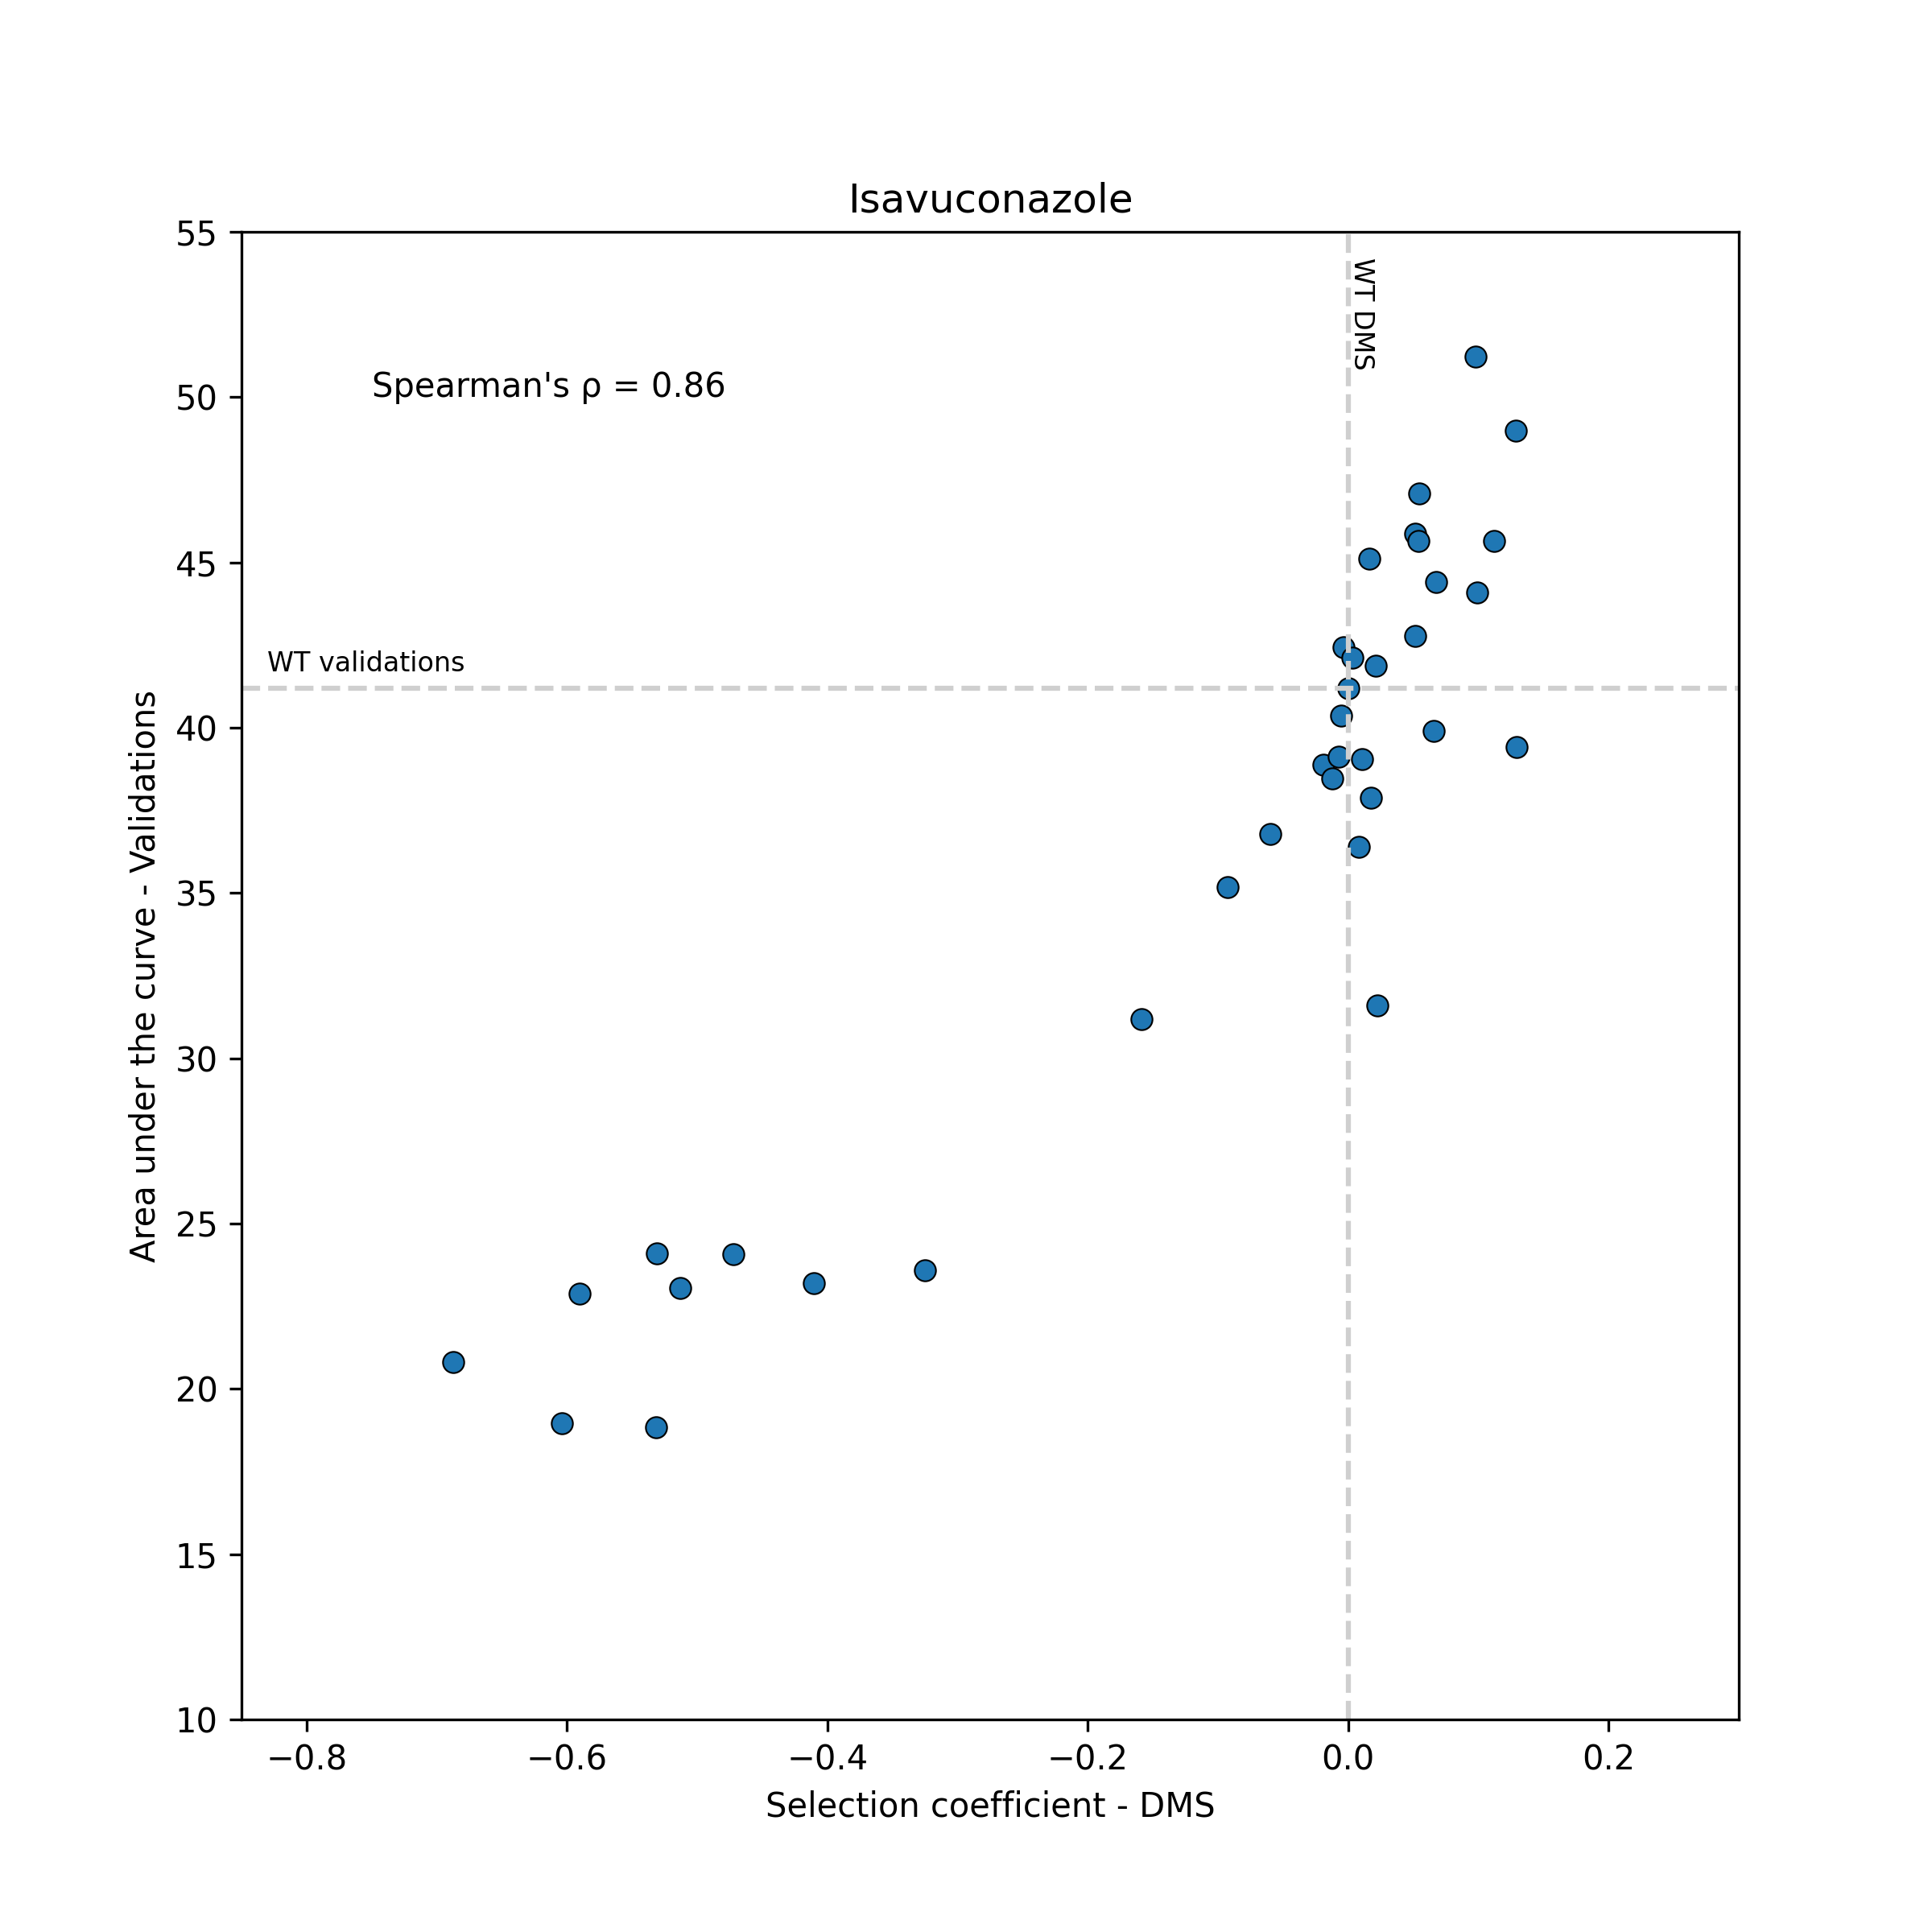 Isavuconazole
55
50
45
40
35
30
25
20
15
10
Area under the curve - Validations
Spearman's ρ = 0.86
WT DMS
WT validations
−0.8
−0.6
−0.4
−0.2
0.0
0.2
Selection coefficient - DMS